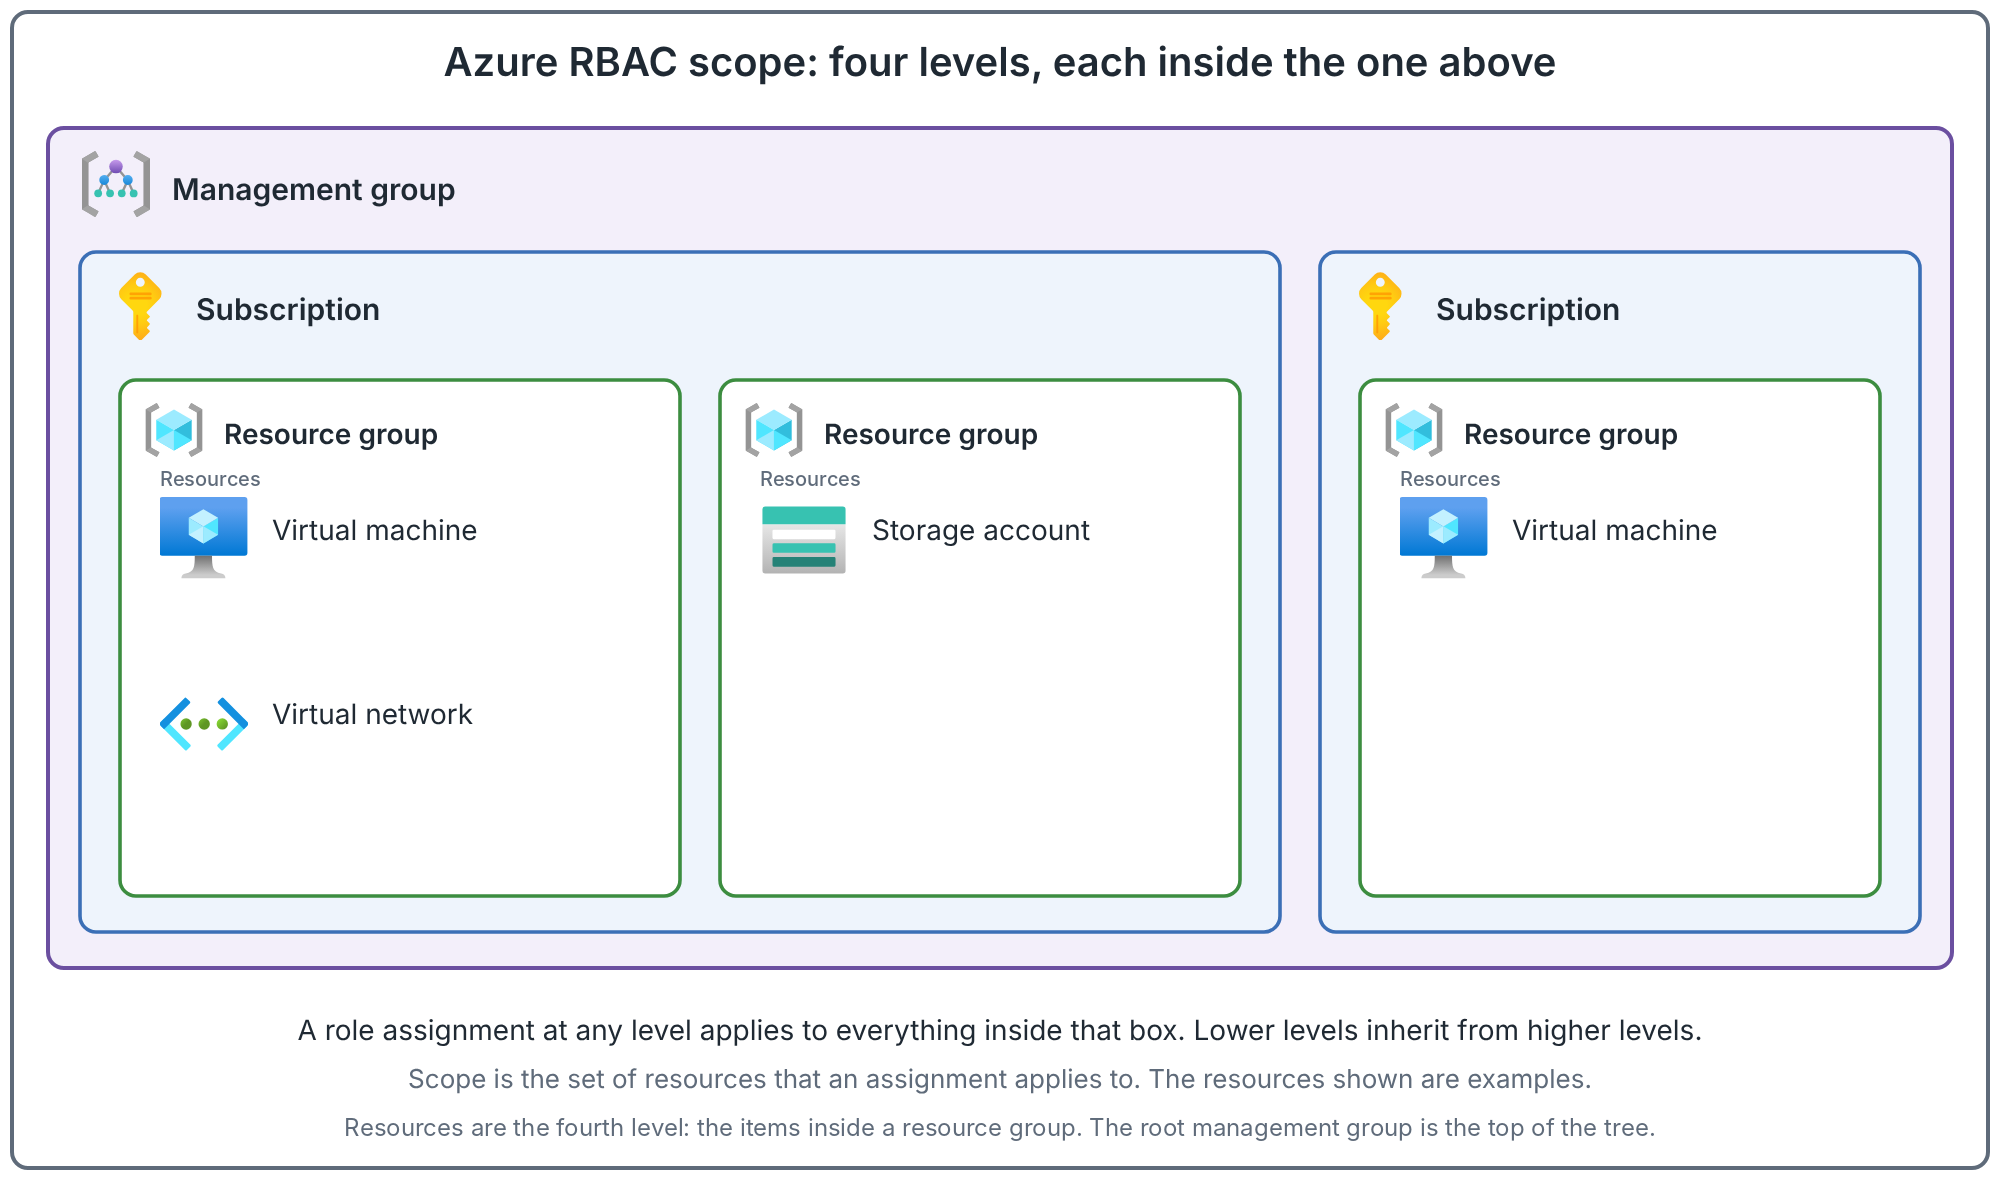 Azure RBAC scope: four levels, each inside the one above
Management group
Subscription
Resource group
Resources
Virtual machine
Virtual network
Resource group
Resources
Storage account
Subscription
Resource group
Resources
Virtual machine
A role assignment at any level applies to everything inside that box. Lower levels inherit from higher levels.
Scope is the set of resources that an assignment applies to. The resources shown are examples.
Resources are the fourth level: the items inside a resource group. The root management group is the top of the tree.